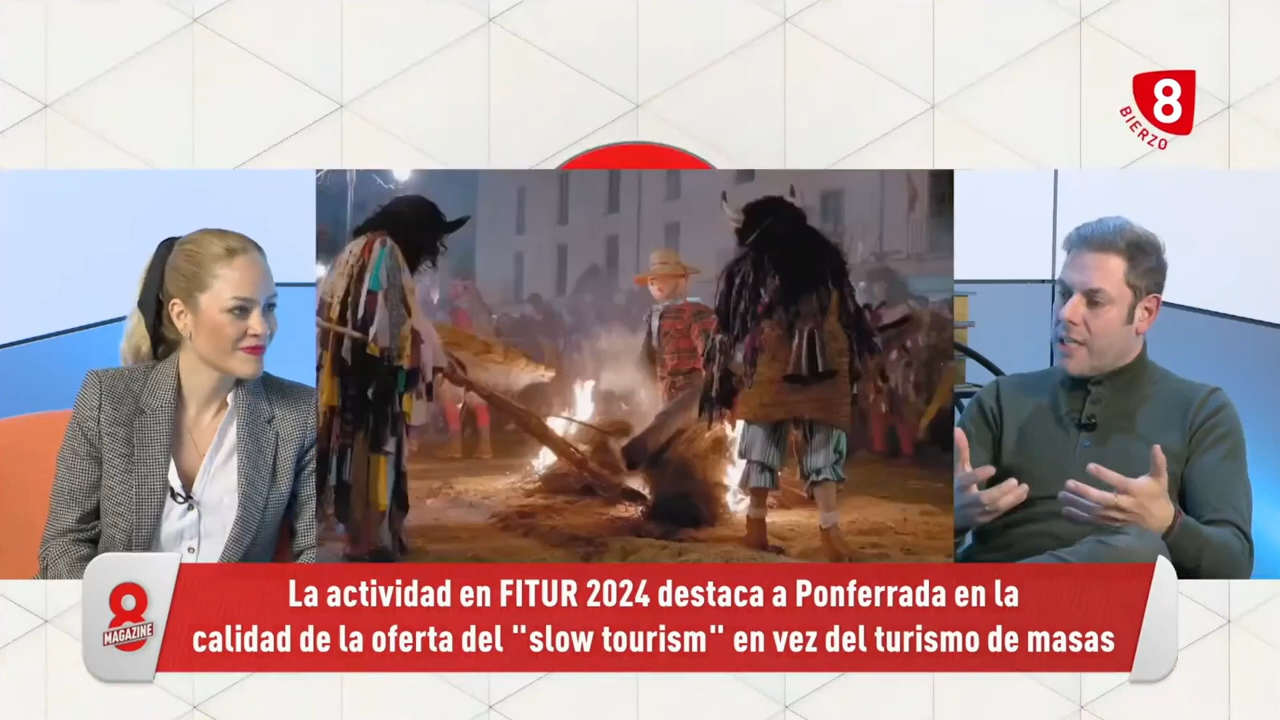 8
BIERZO
La actividad en FITUR 2024 destaca a Ponferrada en la
calidad de la oferta del "slow tourism" en vez del turismo de masas
8
MAGAZINE